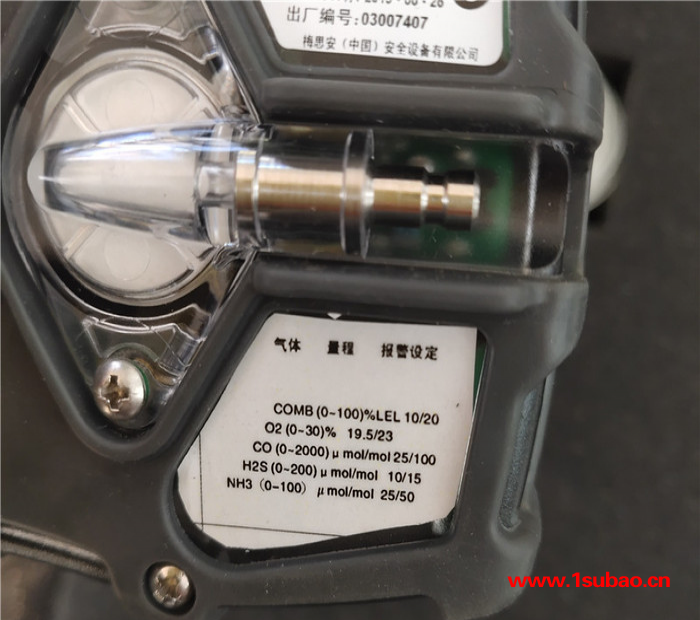 出厂编号:03007407
梅思安（中国）安全设备有限公司
气体 量程 报警设定
COMB(0~100)%LEL 10/20
O2(0~30)% 19.5/23
CO(0~2000)μmol/mol 25/100
H2S(0~200)μmol/mol 10/15
NH3（0~100）μmol/mol 25/50
www.1subao.cn